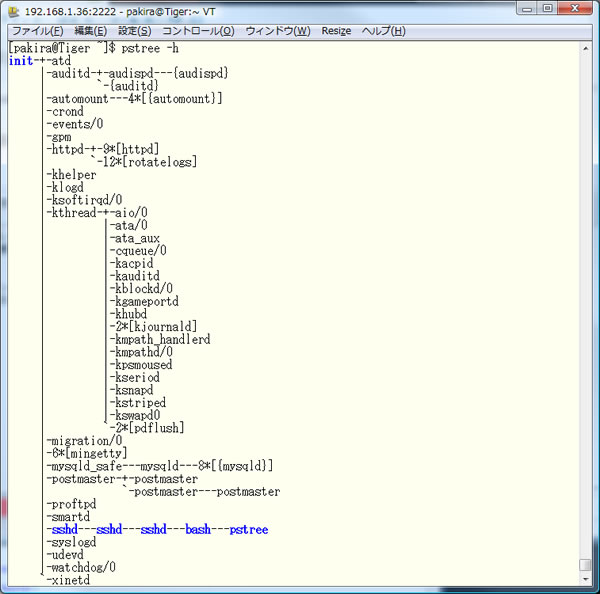 192.168.1.36:2222 - pakira@Tiger:~ VT
ファイル(F) 編集(E) 設定(S) コントロール(O) ウィンドウ(W) Resize ヘルプ(H)
[pakira@Tiger ~]$ pstree -h
init-+-atd
     |-auditd-+-audispd---{audispd}
     |        `-{auditd}
     |-automount---4*[{automount}]
     |-crond
     |-events/0
     |-gpm
     |-httpd-+-9*[httpd]
     |       `-12*[rotatelogs]
     |-khelper
     |-klogd
     |-ksoftirqd/0
     |-kthread-+-aio/0
     |         |-ata/0
     |         |-ata_aux
     |         |-cqueue/0
     |         |-kacpid
     |         |-kauditd
     |         |-kblockd/0
     |         |-kgameportd
     |         |-khubd
     |         |-2*[kjournald]
     |         |-kmpath_handlerd
     |         |-kmpathd/0
     |         |-kpsmoused
     |         |-kseriod
     |         |-ksnapd
     |         |-kstriped
     |         |-kswapd0
     |         `-2*[pdflush]
     |-migration/0
     |-6*[mingetty]
     |-mysqld_safe---mysqld---8*[{mysqld}]
     |-postmaster-+-postmaster
     |            `-postmaster---postmaster
     |-proftpd
     |-smartd
     |-sshd---sshd---sshd---bash---pstree
     |-syslogd
     |-udevd
     |-watchdog/0
     `-xinetd